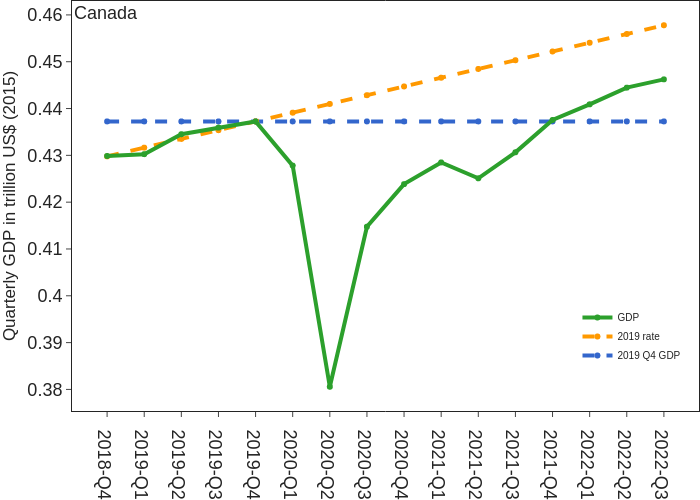 Canada
Quarterly GDP in trillion US$ (2015)
0.46
0.45
0.44
0.43
0.42
0.41
0.4
0.39
0.38
GDP
2019 rate
2019 Q4 GDP
2018-Q4
2019-Q1
2019-Q2
2019-Q3
2019-Q4
2020-Q1
2020-Q2
2020-Q3
2020-Q4
2021-Q1
2021-Q2
2021-Q3
2021-Q4
2022-Q1
2022-Q2
2022-Q3